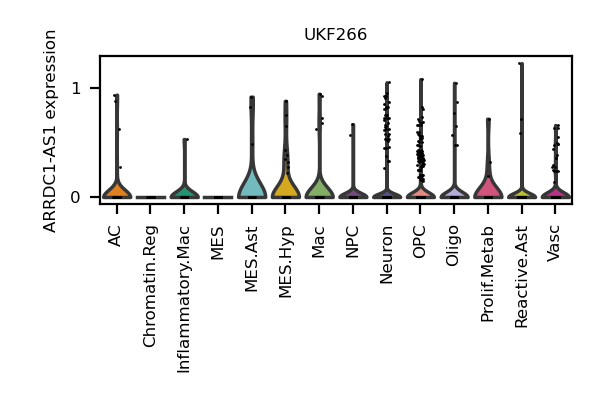 UKF266
ARRDC1-AS1 expression
1
0
AC
Chromatin.Reg
Inflammatory.Mac
MES
MES.Ast
MES.Hyp
Mac
NPC
Neuron
OPC
Oligo
Prolif.Metab
Reactive.Ast
Vasc